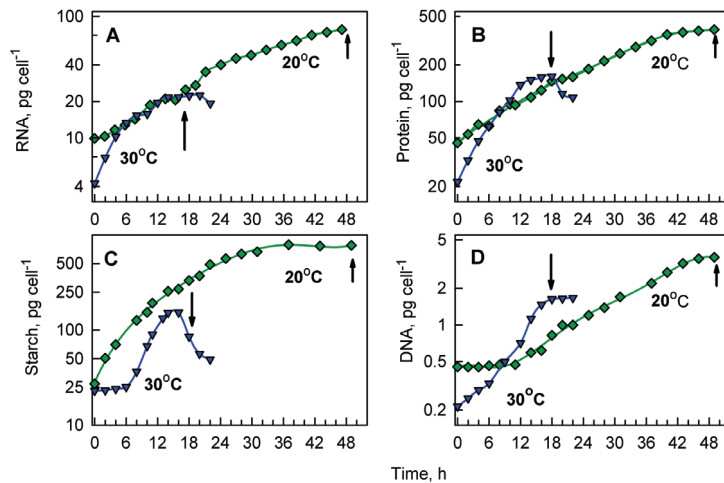 A
RNA, pg cell⁻¹
100
40
20
10
4
20°C
30°C
0 6 12 18 24 30 36 42 48
B
Protein, pg cell⁻¹
500
250
100
50
20
20°C
30°C
0 6 12 18 24 30 36 42 48
C
Starch, pg cell⁻¹
500
250
100
50
25
10
20°C
30°C
0 6 12 18 24 30 36 42 48
D
DNA, pg cell⁻¹
5
2
1
0.5
0.2
20°C
30°C
0 6 12 18 24 30 36 42 48
Time, h